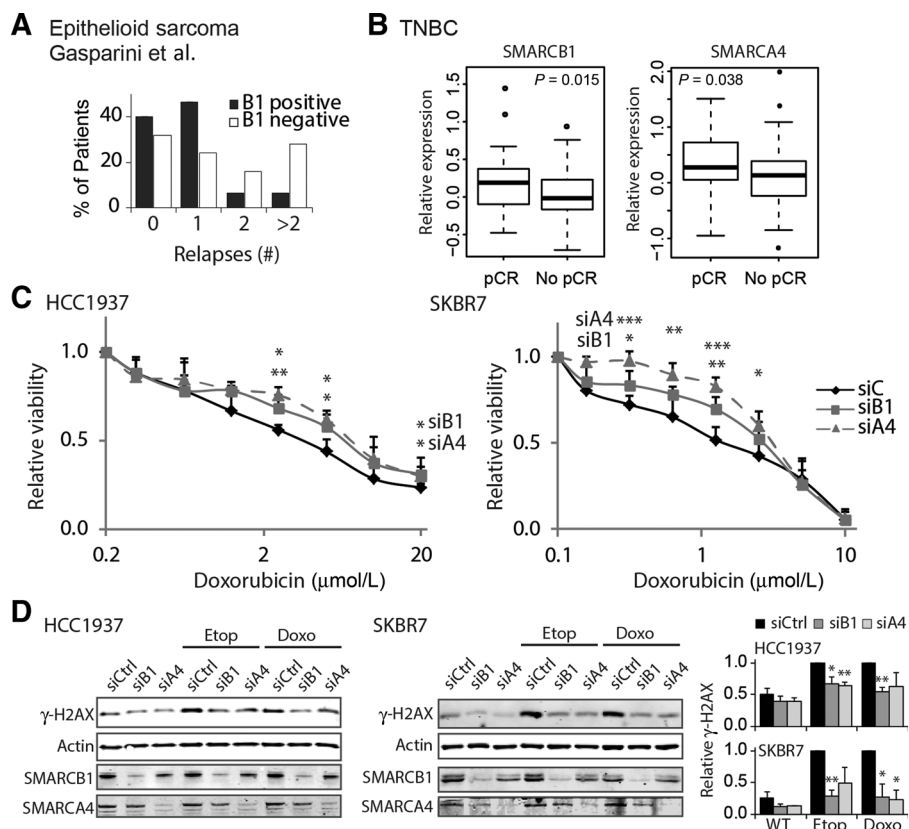 A Epithelioid sarcoma
Gasparini et al.
B1 positive
B1 negative
% of Patients
40
20
0
0 1 2 >2
Relapses (#)
B TNBC
SMARCB1
P = 0.015
Relative expression
1.5
1.0
0.5
0.0
−0.5
pCR No pCR
SMARCA4
P = 0.038
Relative expression
2.0
1.0
0.0
−1.0
pCR No pCR
C HCC1937
Relative viability
1.0
0.5
0.0
*
**
*
*
* siB1
* siA4
0.2 2 20
Doxorubicin (μmol/L)
SKBR7
Relative viability
1.0
0.5
0.0
siA4 *** ** *** *
siB1 * **
siC
siB1
siA4
0.1 1 10
Doxorubicin (μmol/L)
D HCC1937
Etop Doxo
siCtrl siB1 siA4 siCtrl siB1 siA4 siCtrl siB1 siA4
γ-H2AX
Actin
SMARCB1
SMARCA4
SKBR7
Etop Doxo
siCtrl siB1 siA4 siCtrl siB1 siA4 siCtrl siB1 siA4
γ-H2AX
Actin
SMARCB1
SMARCA4
siCtrl siB1 siA4
HCC1937
Relative γ-H2AX
1.0
0.5
0.0
* ** **
SKBR7
1.0
0.5
0.0
** * *
WT Etop Doxo